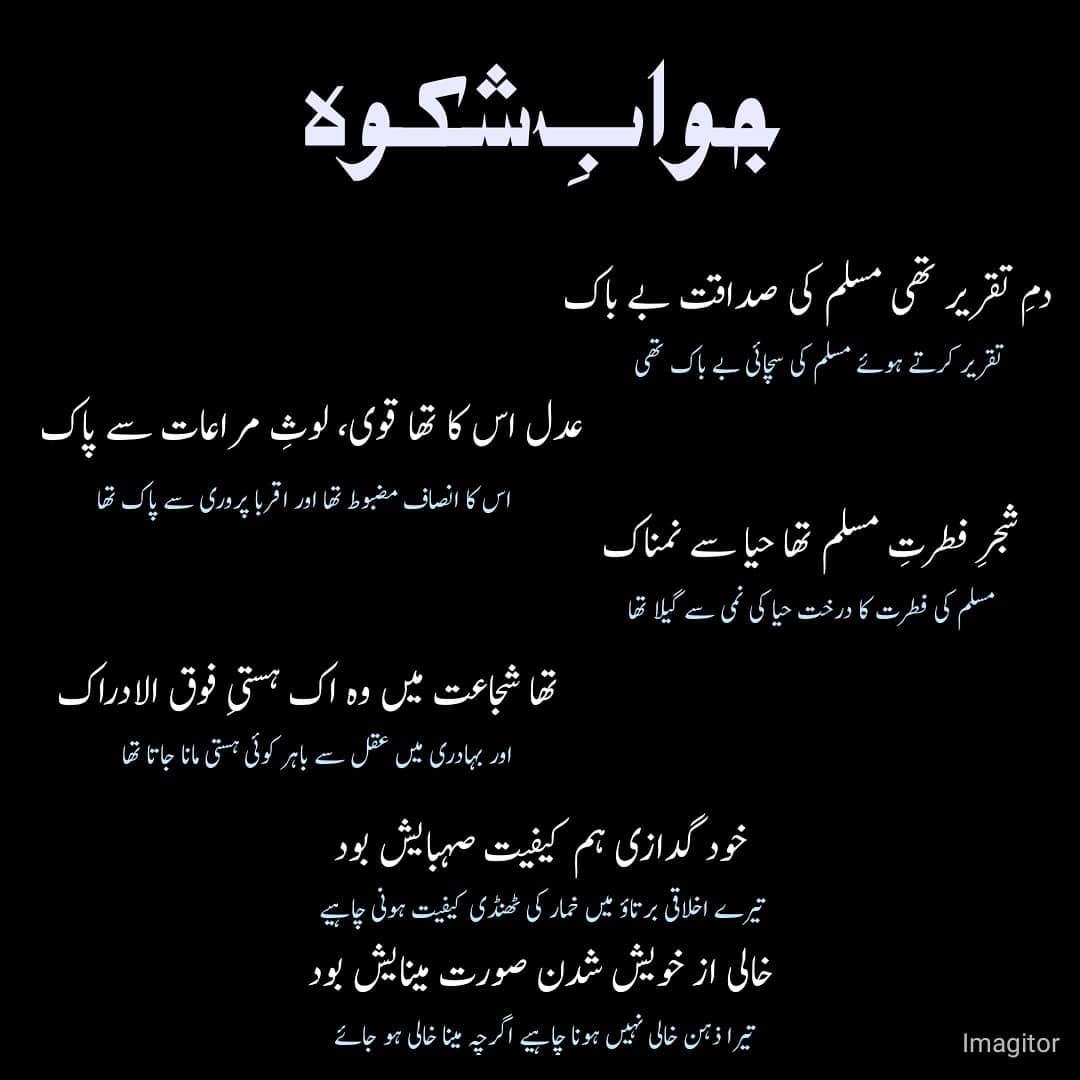 جوابِ شکوہ
دمِ تقریر تھی مسلم کی صداقت بے باک
تقریر کرتے ہوئے مسلم کی سچائی بے باک تھی
عدل اس کا تھا قوی، لوثِ مراعات سے پاک
اس کا انصاف مضبوط تھا اور اقربا پروری سے پاک تھا
شجرِ فطرتِ مسلم تھا حیا سے نمناک
مسلم کی فطرت کا درخت حیا کی نمی سے گیلا تھا
تھا شجاعت میں وہ اک ہستیِ فوق الادراک
اور بہادری میں عقل سے باہر کوئی ہستی مانا جاتا تھا
خود گدازی ہم کیفیت صہبایش بود
تیرے اخلاقی برتاؤ میں خمار کی ٹھنڈی کیفیت ہونی چاہیے
خالی از خویش شدن صورت مینایش بود
تیرا ذہن خالی نہیں ہونا چاہیے اگرچہ مینا خالی ہو جائے
Imagitor